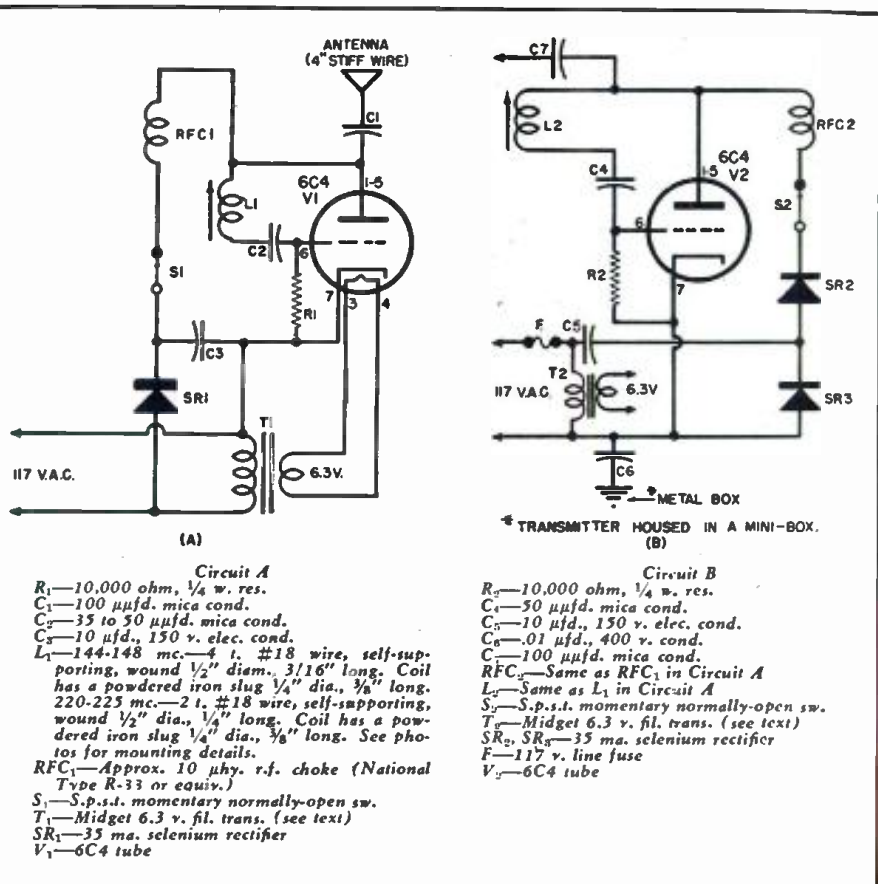 ANTENNA
(4" STIFF WIRE)
C1
RFC1
6C4
V1
1-5
L1
C2
6
R1
7
3
4
S1
C3
SR1
T1
117 V.A.C.
6.3V.
(A)
C7
L2
RFC2
C4
6C4
V2
1-5
S2
6
R2
7
SR2
F
C5
T2
117 V.A.C.
6.3V
SR3
C6
* METAL BOX
* TRANSMITTER HOUSED IN A MINI-BOX.
(B)
Circuit A
R₁—10,000 ohm, ¼ w. res.
C₁—100 μμfd. mica cond.
C₂—35 to 50 μμfd. mica cond.
C₃—10 μfd., 150 v. elec. cond.
L₁—144-148 mc.—4 t. #18 wire, self-sup-
porting, wound ½" diam., 3/16" long. Coil
has a powdered iron slug ¼" dia., ⅜" long.
220-225 mc.—2 t. #18 wire, self-supporting,
wound ½" dia., ¼" long. Coil has a pow-
dered iron slug ¼" dia., ⅜" long. See pho-
tos for mounting details.
RFC₁—Approx. 10 μhy. r.f. choke (National
Type R-33 or equiv.)
S₁—S.p.s.t. momentary normally-open sw.
T₁—Midget 6.3 v. fil. trans. (see text)
SR₁—35 ma. selenium rectifier
V₁—6C4 tube
Circuit B
R₂—10,000 ohm, ¼ w. res.
C₄—50 μμfd. mica cond.
C₅—10 μfd., 150 v. elec. cond.
C₆—.01 μfd., 400 v. cond.
C₇—100 μμfd. mica cond.
RFC₂—Same as RFC₁ in Circuit A
L₂—Same as L₁ in Circuit A
S₂—S.p.s.t. momentary normally-open sw.
T₂—Midget 6.3 v. fil. trans. (see text)
SR₂, SR₃—35 ma. selenium rectifier
F—117 v. line fuse
V₂—6C4 tube